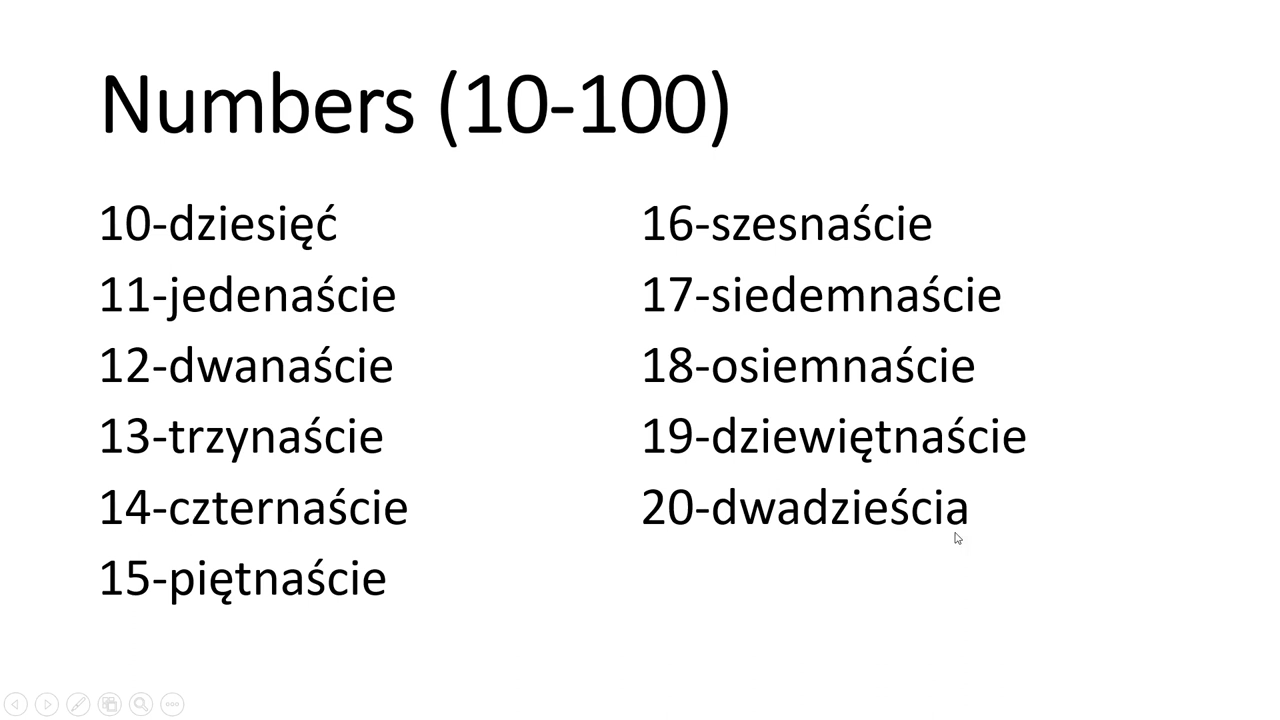 Numbers (10-100)
10-dziesięć
11-jedenaście
12-dwanaście
13-trzynaście
14-czternaście
15-piętnaście
16-szesnaście
17-siedemnaście
18-osiemnaście
19-dziewiętnaście
20-dwadzieścia